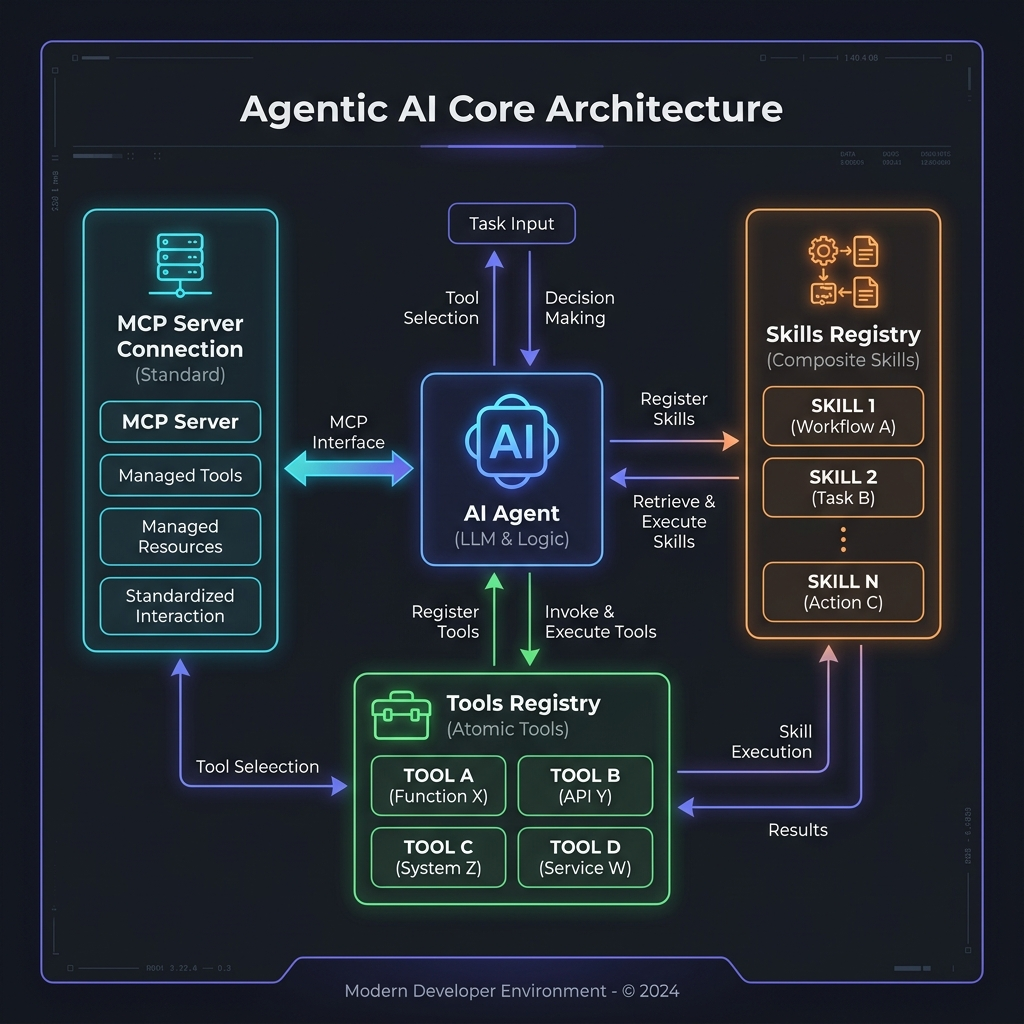 Agentic AI Core Architecture
Task Input
Tool
Selection
Decision
Making
MCP Server
Connection
(Standard)
MCP Server
Managed Tools
Managed
Resources
Standardized
Interaction
MCP
Interface
AI
AI Agent
(LLM & Logic)
Register
Skills
Retrieve &
Execute
Skills
Skills Registry
(Composite Skills)
SKILL 1
(Workflow A)
SKILL 2
(Task B)
SKILL N
(Action C)
Register
Tools
Invoke &
Execute Tools
Tools Registry
(Atomic Tools)
TOOL A
(Function X)
TOOL B
(API Y)
TOOL C
(System Z)
TOOL D
(Service W)
Tool Seleection
Skill
Execution
Results
Modern Developer Environment - © 2024